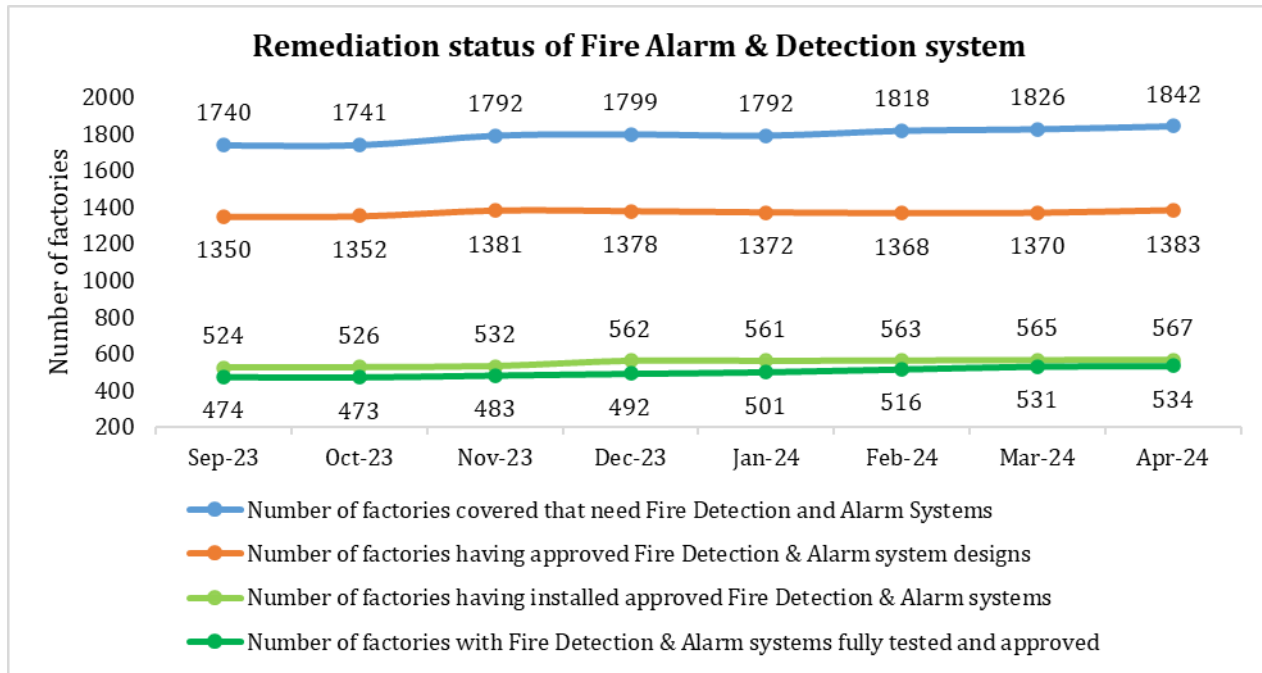 Remediation status of Fire Alarm & Detection system
Number of factories
2000
1800
1600
1400
1200
1000
800
600
400
200
1740 1741 1792 1799 1792 1818 1826 1842
1350 1352 1381 1378 1372 1368 1370 1383
524 526 532 562 561 563 565 567
474 473 483 492 501 516 531 534
Sep-23 Oct-23 Nov-23 Dec-23 Jan-24 Feb-24 Mar-24 Apr-24
Number of factories covered that need Fire Detection and Alarm Systems
Number of factories having approved Fire Detection & Alarm system designs
Number of factories having installed approved Fire Detection & Alarm systems
Number of factories with Fire Detection & Alarm systems fully tested and approved